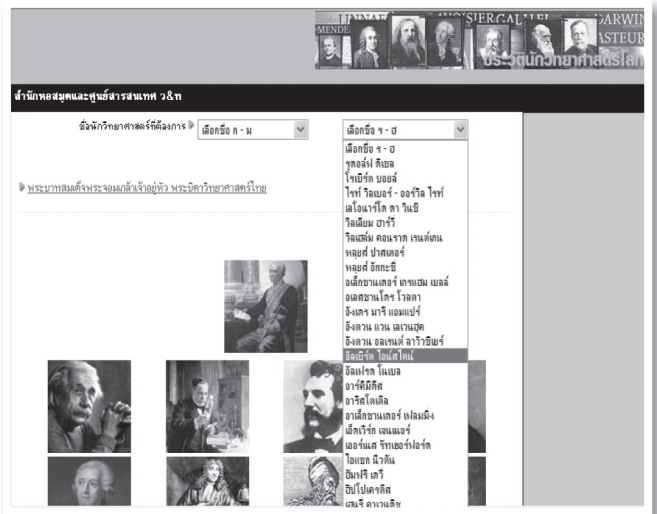 LINNAE
AVOISIER GALI
DARWIN
MENDE
ASTEUR
ประวัตินักวิทยาศาสตร์โลก
สำนักหอสมุดและศูนย์สารสนเทศ ว&ท
ชื่อนักวิทยาศาสตร์ที่ต้องการ
เลือกชื่อ ก - ม
เลือกชื่อ ร - ฮ
พระบาทสมเด็จพระจอมเกล้าเจ้าอยู่หัว พระบิดาวิทยาศาสตร์ไทย
เลือกชื่อ ร - ฮ
รูดอล์ฟ ดีเซล
โรเบิร์ต บอยล์
ไรท์ วิลเบอร์ - ออร์วิล ไรท์
เลโอนาร์โด ดา วินชี
วิลเลี่ยม ฮาร์วี
วิลเฮล์ม คอนราด เรนต์เกน
หลุยส์ ปาสเตอร์
หลุยส์ อักกะซี่
อเล็กซานเดอร์ เกรแฮม เบลล์
อเลสซานโดร โวลตา
อังเดร มารี แอมแปร์
อังตวน แวน เลเวนฮุค
อังตวน อลเรนต์ ลาวัวซิเยร์
อัลเบิร์ต ไอน์สไตน์
อัลเฟรด โนเบล
อาร์คิมิดีส
อาริสโตเติล
อาเล็กซานเดอร์ เฟลมมิ่ง
เอ็ดเวิร์ก เจนเนอร์
เออร์เนส รัทเธอร์ฟอร์ด
ไอแซก นิวตัน
ฮัมฟรี เดวี่
ฮิปโปเครตีส
เฮนรี คาเวนดิช